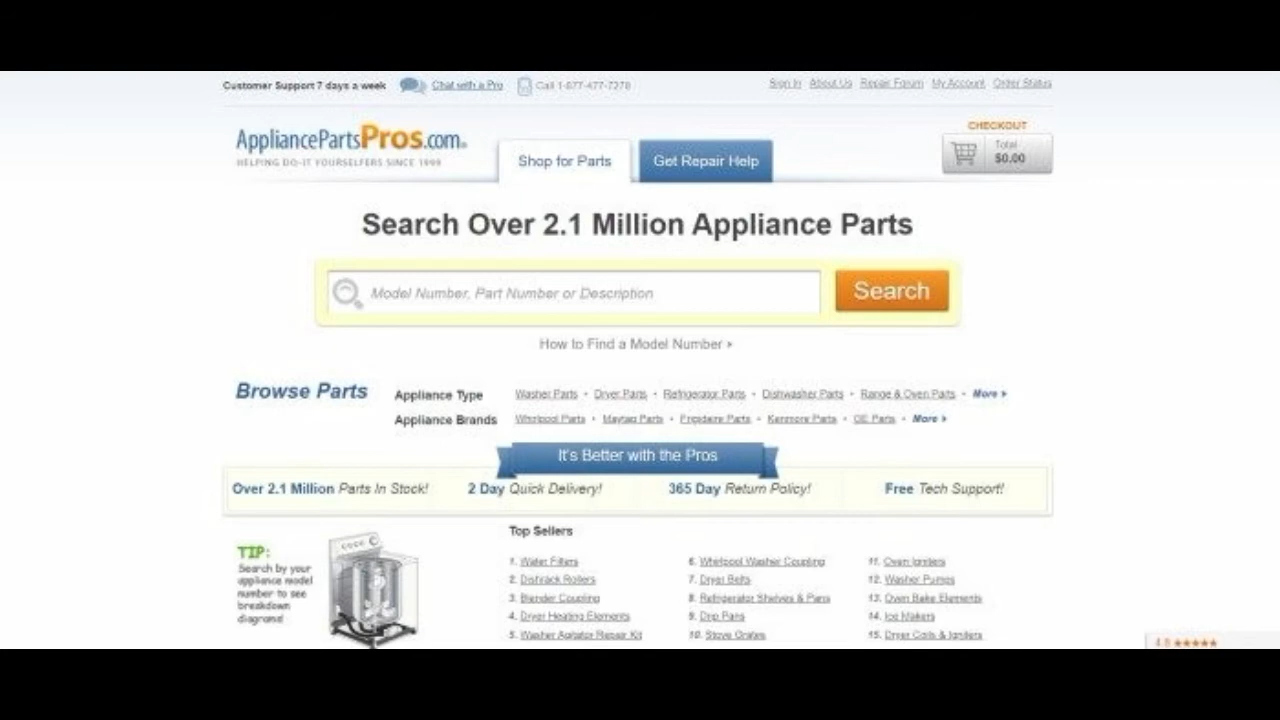 Customer Support 7 days a week Chat with a Pro Call 1-877-477-7278 Sign In About Us Repair Forum My Account Order Status
AppliancePartsPros.com
HELPING DO-IT YOURSELFERS SINCE 1999
Shop for Parts Get Repair Help
CHECKOUT
Total
$0.00
Search Over 2.1 Million Appliance Parts
Model Number, Part Number or Description Search
How to Find a Model Number
Browse Parts Appliance Type Washer Parts • Dryer Parts • Refrigerator Parts • Dishwasher Parts • Range & Oven Parts • More
Appliance Brands Whirlpool Parts • Maytag Parts • Frigidaire Parts • Kenmore Parts • GE Parts • More
It's Better with the Pros
Over 2.1 Million Parts In Stock! 2 Day Quick Delivery! 365 Day Return Policy! Free Tech Support!
TIP:
Search by your
appliance model
number to see
breakdown
diagrams!
Top Sellers
1. Water Filters
2. Dishrack Rollers
3. Blender Coupling
4. Dryer Heating Elements
5. Washer Agitator Repair Kit
6. Whirlpool Washer Coupling
7. Dryer Belts
8. Refrigerator Shelves & Pans
9. Drip Pans
10. Stove Grates
11. Oven Igniters
12. Washer Pumps
13. Oven Bake Elements
14. Ice Makers
15. Dryer Coils & Igniters